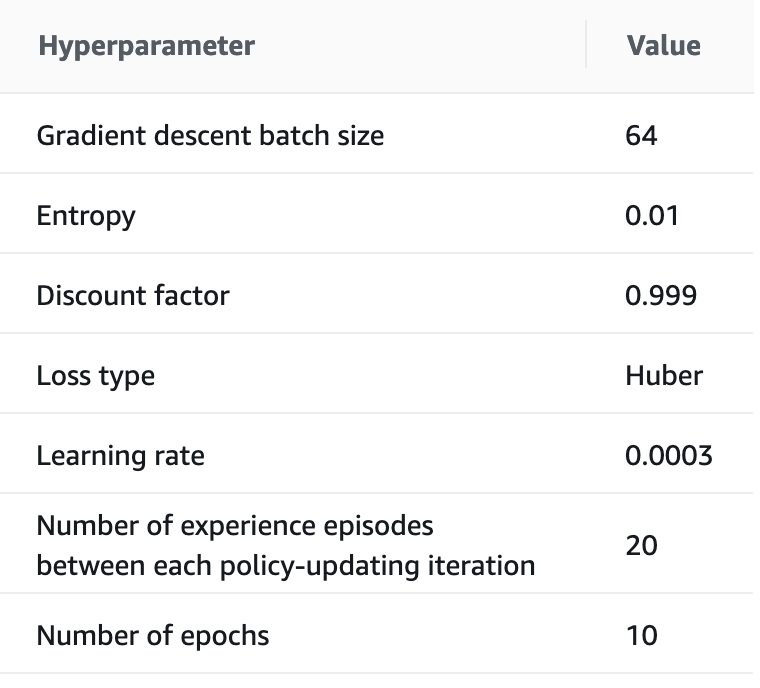 Hyperparameter Value
Gradient descent batch size 64
Entropy 0.01
Discount factor 0.999
Loss type Huber
Learning rate 0.0003
Number of experience episodes
between each policy-updating iteration 20
Number of epochs 10